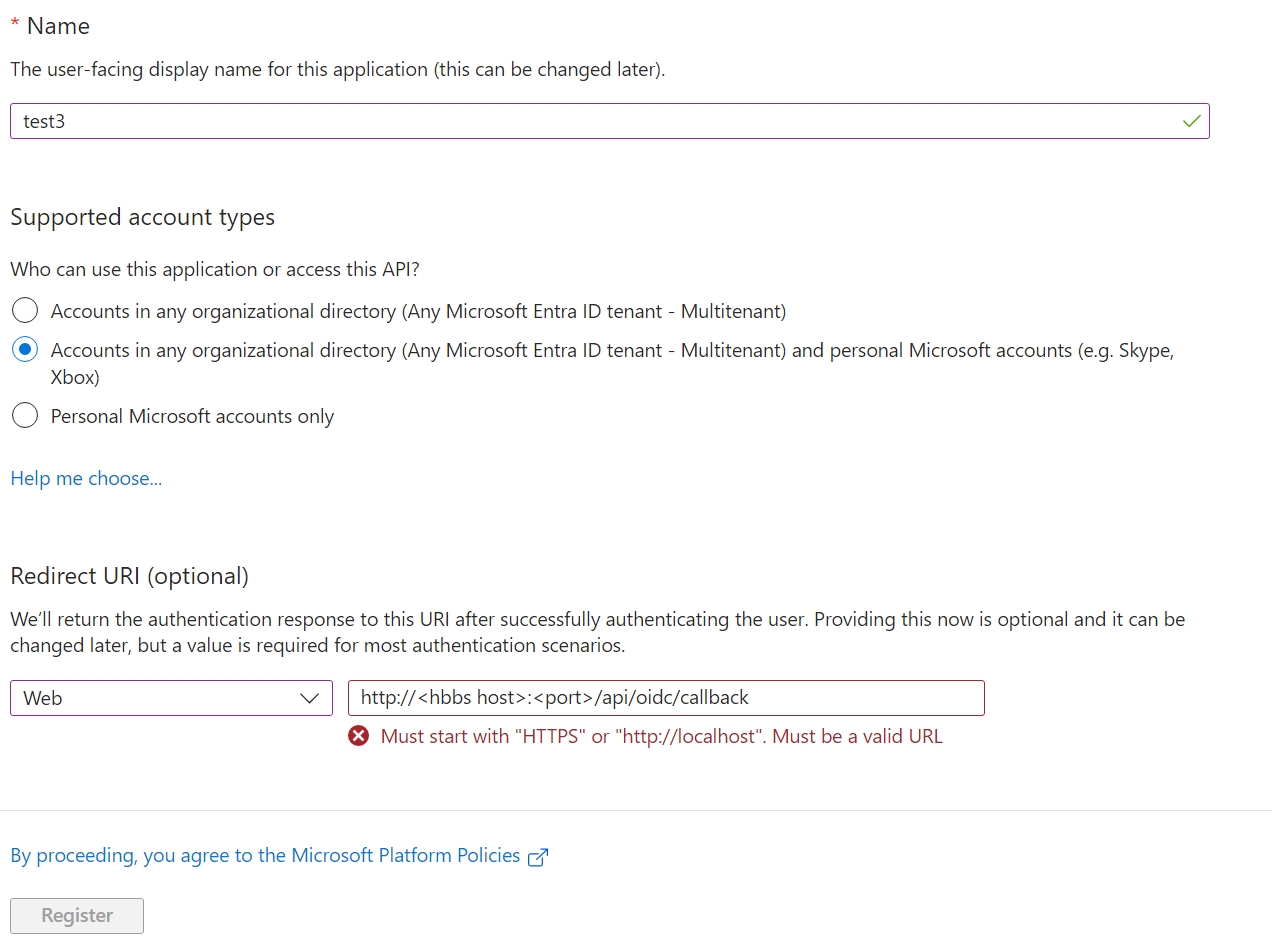 * Name
The user-facing display name for this application (this can be changed later).
test3
Supported account types
Who can use this application or access this API?
Accounts in any organizational directory (Any Microsoft Entra ID tenant - Multitenant)
Accounts in any organizational directory (Any Microsoft Entra ID tenant - Multitenant) and personal Microsoft accounts (e.g. Skype,
Xbox)
Personal Microsoft accounts only
Help me choose...
Redirect URI (optional)
We’ll return the authentication response to this URI after successfully authenticating the user. Providing this now is optional and it can be
changed later, but a value is required for most authentication scenarios.
Web
http://<hbbs host>:<port>/api/oidc/callback
Must start with "HTTPS" or "http://localhost". Must be a valid URL
By proceeding, you agree to the Microsoft Platform Policies
Register